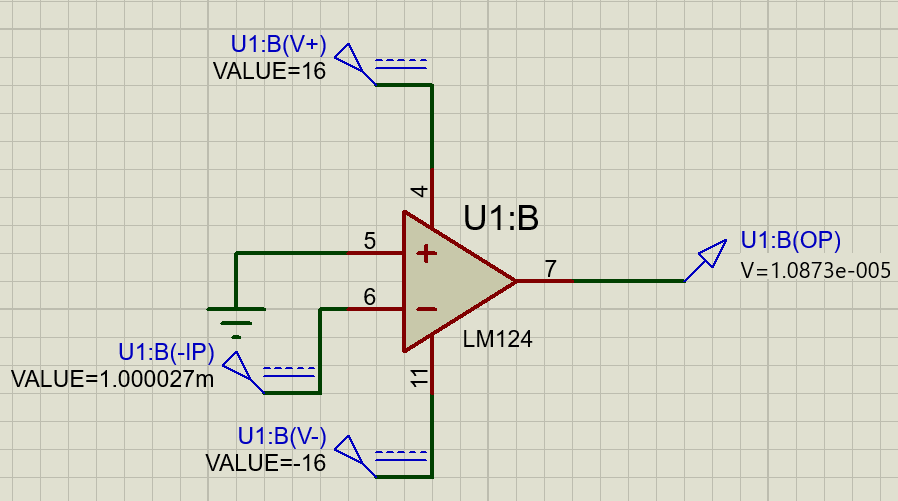 U1:B(V+)
VALUE=16
4
U1:B
5
+
U1:B(OP)
7
V=1.0873e-005
6
−
LM124
U1:B(-IP)
VALUE=1.000027m
11
U1:B(V-)
VALUE=-16